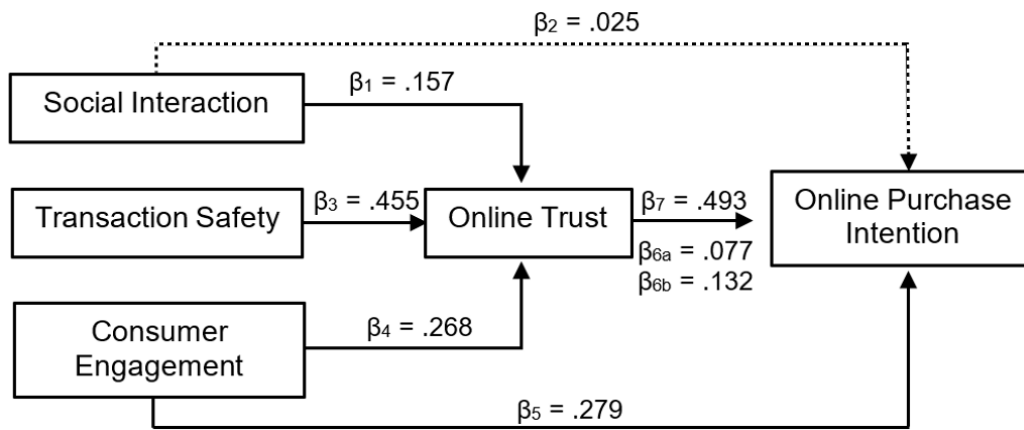 β₂ = .025
β₁ = .157
Social Interaction
Transaction Safety
β₃ = .455
Online Trust
β₇ = .493
β₆ₐ = .077
β₆b = .132
Online Purchase
Intention
Consumer
Engagement
β₄ = .268
β₅ = .279